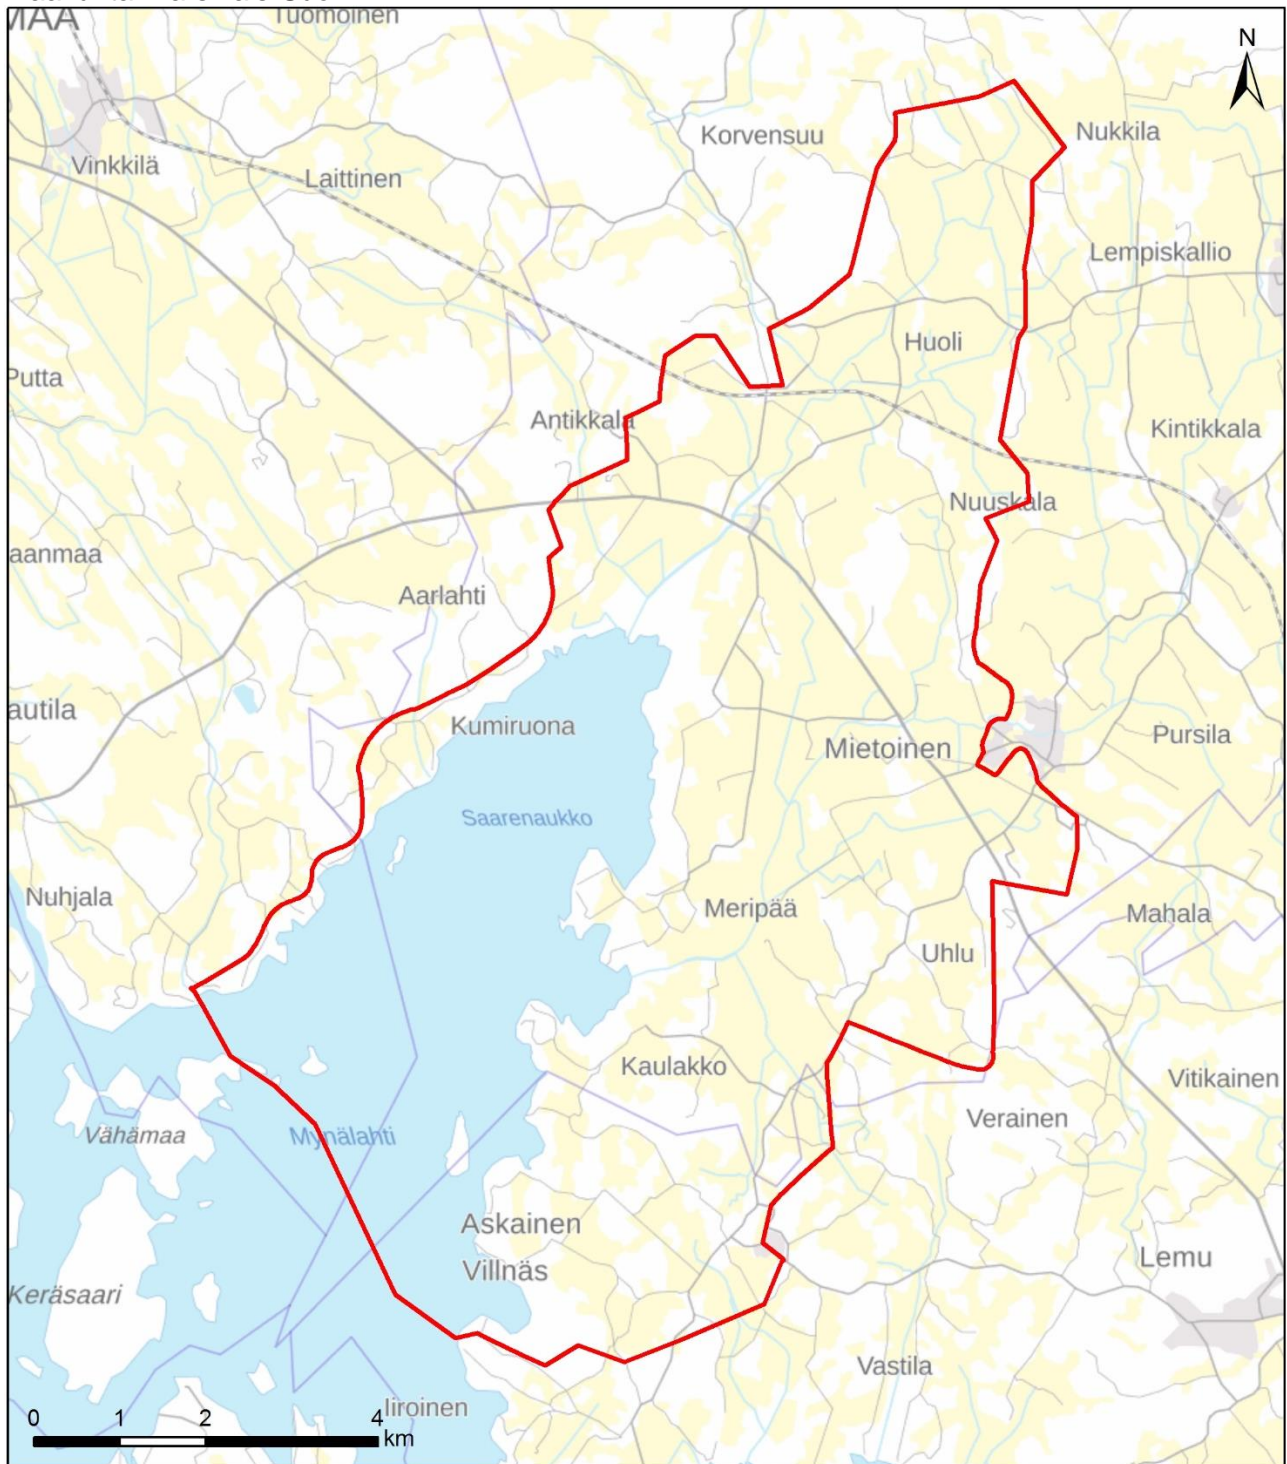 MAA
Tuomoinen
N
Korvensuu
Nukkila
Vinkkilä
Laittinen
Lempiskallio
Huoli
Putta
Antikkala
Kintikkala
Nuuskala
aanmaa
Aarlahti
autila
Kumiruona
Mietoinen
Pursila
Saarenaukko
Nuhjala
Meripää
Mahala
Uhlu
Kaulakko
Vitikainen
Vähämaa
Mynälahti
Verainen
Askainen
Villnäs
Lemu
Keräsaari
Vastila
Iiroinen
0 1 2 4
km